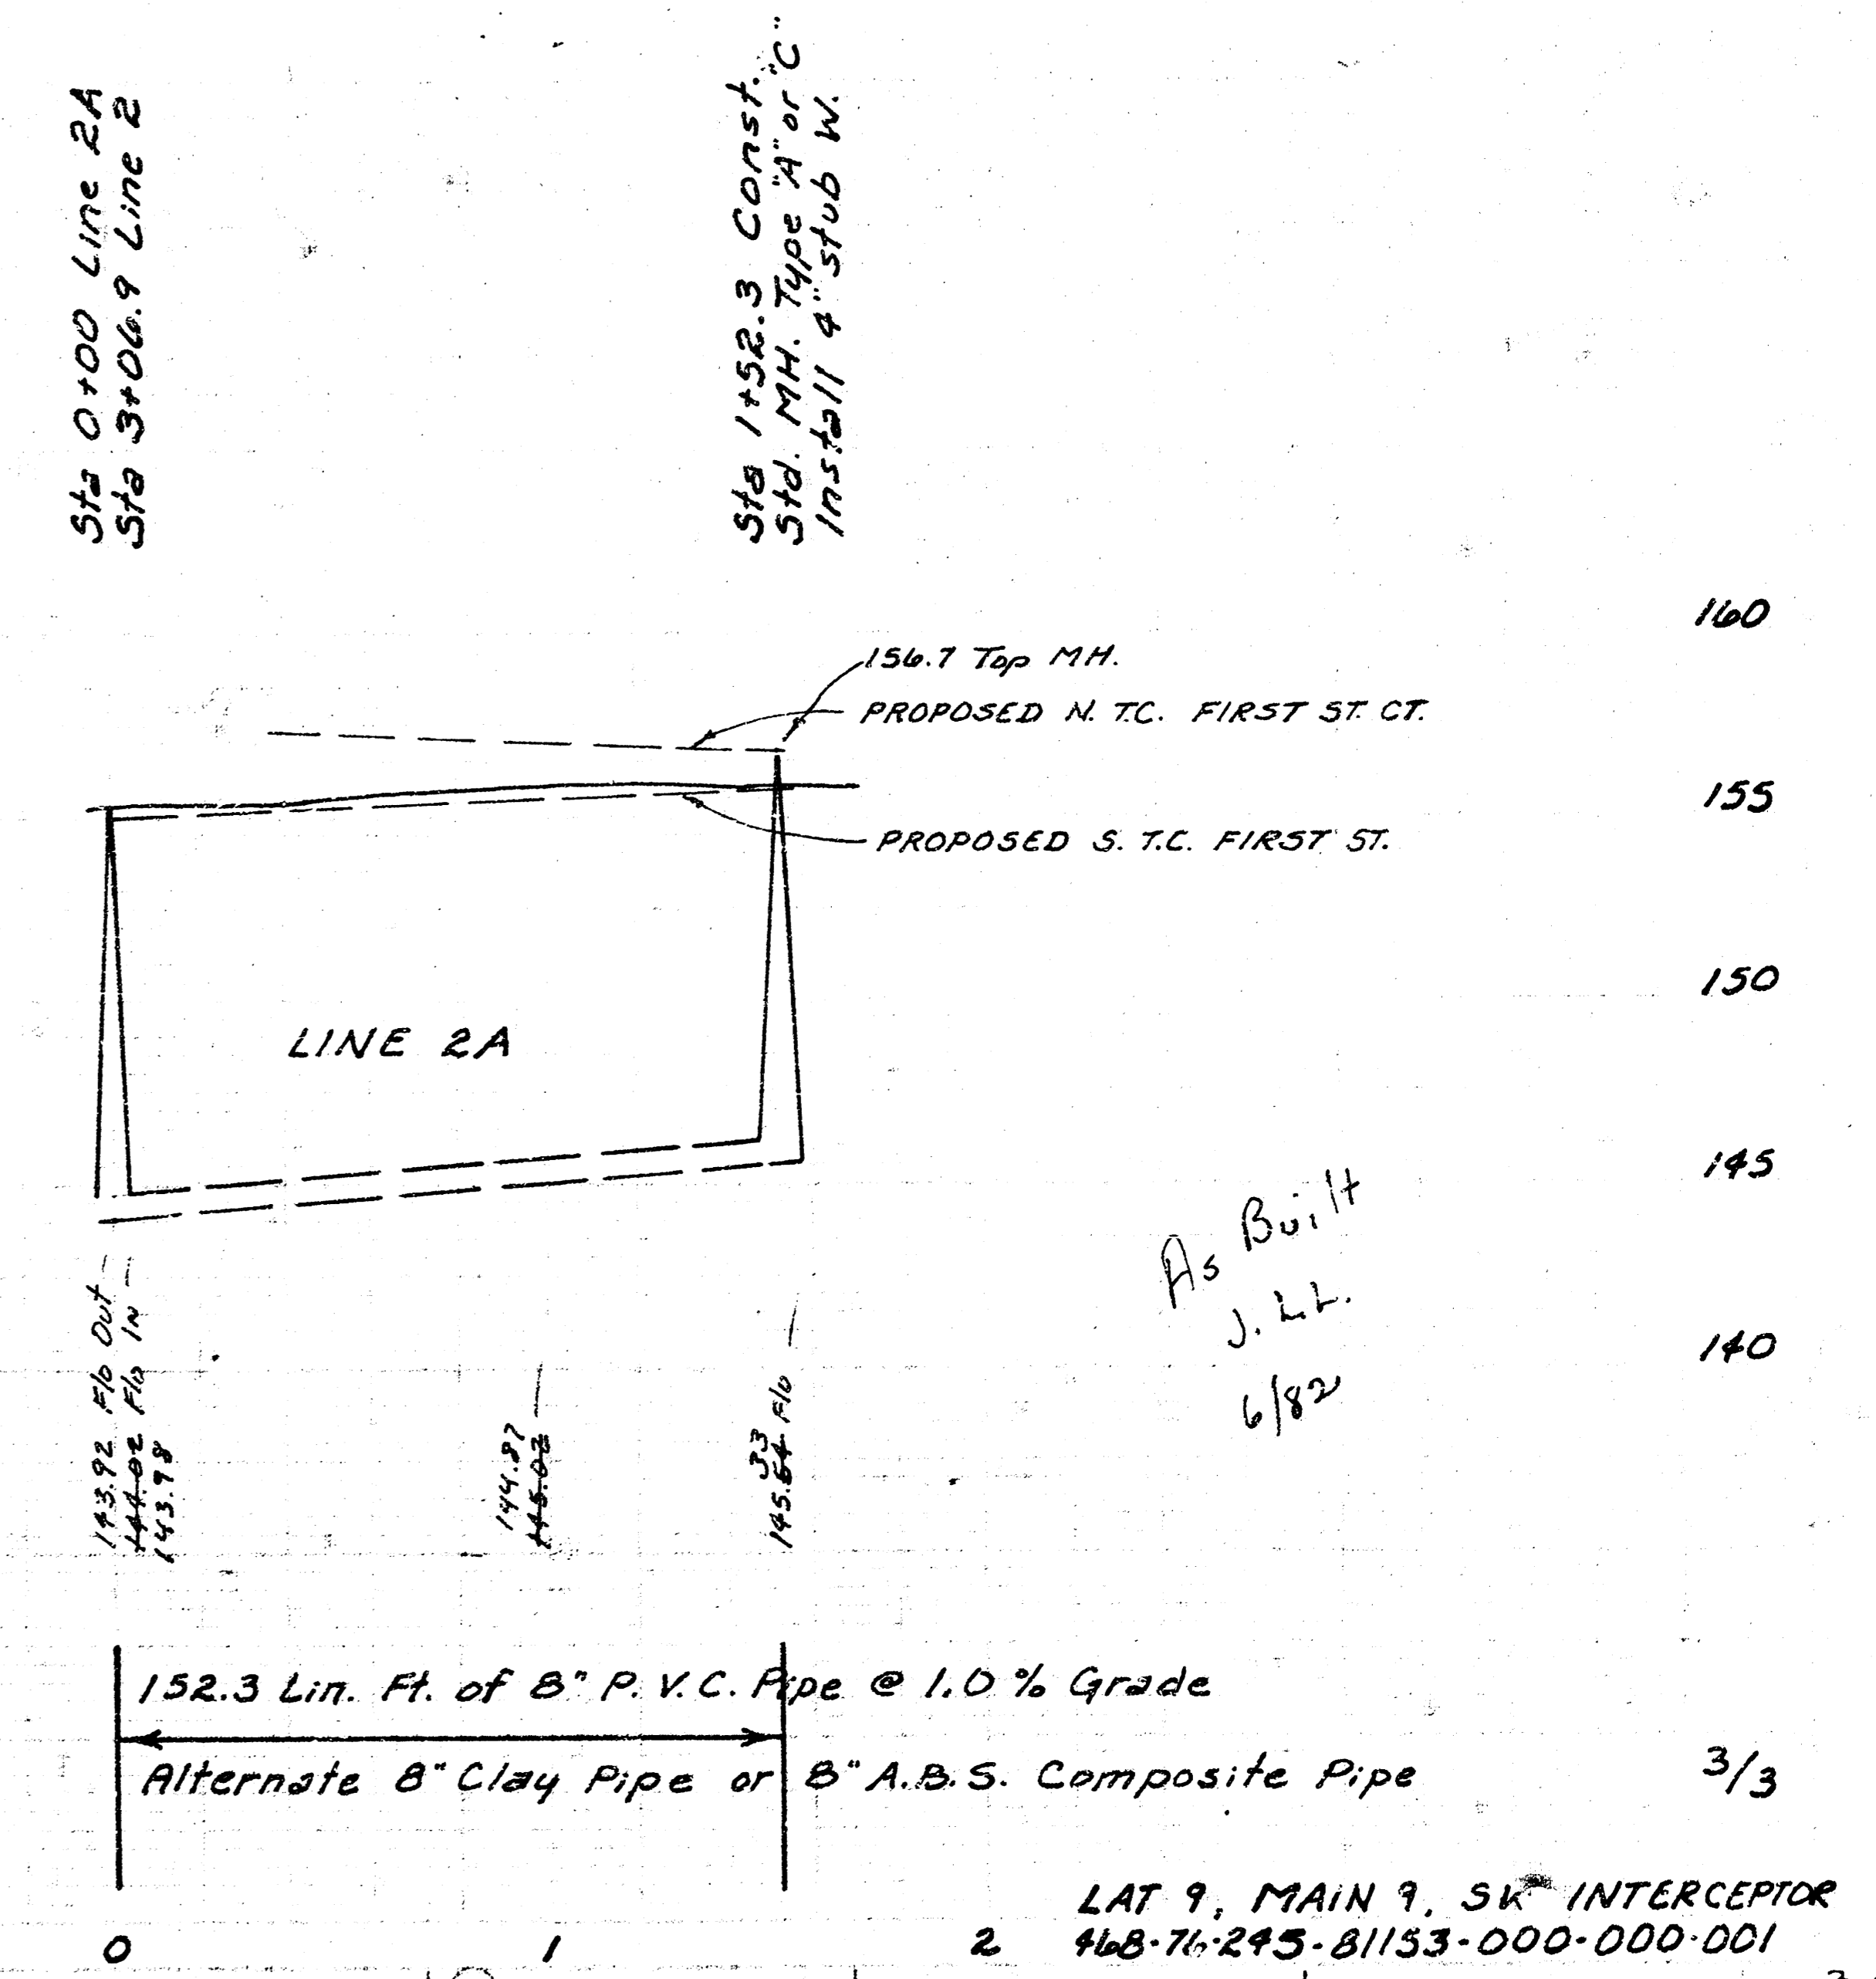 Sta 0+00 Line 2A
Sta 3+06.9 Line 2
Sta 1+52.3 Const.
Std. MH. Type "A" or "C"
Install 4" stub W.
160
156.7 Top MH.
PROPOSED N. T.C. FIRST ST. CT.
155
PROPOSED S. T.C. FIRST ST.
150
LINE 2A
145
As Built
J. L L.
6/82
140
143.92 Flo Out
144.02 Flo IN
143.98
144.87
145.02
33
145.54 Flo
152.3 Lin. Ft. of 8" P.V.C. Pipe @ 1.0 % Grade
Alternate 8" Clay Pipe or 8" A.B.S. Composite Pipe
3/3
LAT 9, MAIN 9, SK INTERCEPTOR
468-76-245-81153-000-000-001
0 1 2